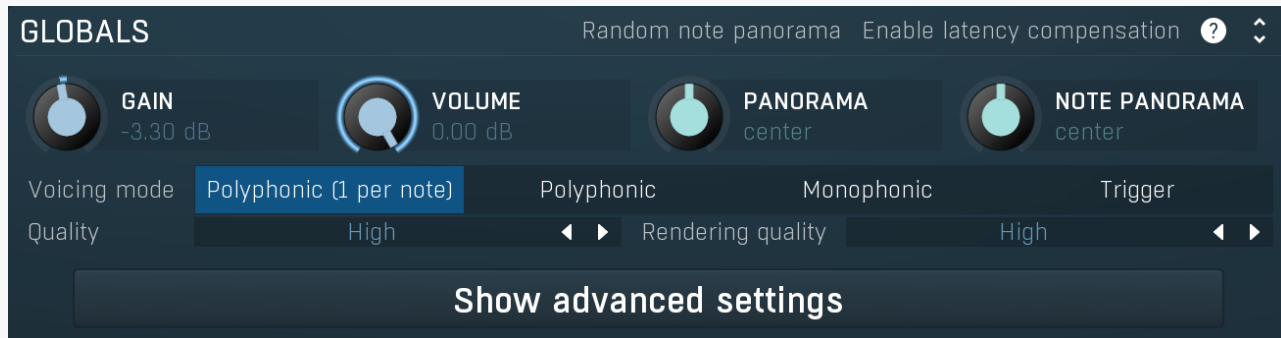 GLOBALS Random note panorama Enable latency compensation ?
GAIN VOLUME PANORAMA NOTE PANORAMA
-3.30 dB 0.00 dB center center
Voicing mode Polyphonic (1 per note) Polyphonic Monophonic Trigger
Quality High Rendering quality High
Show advanced settings